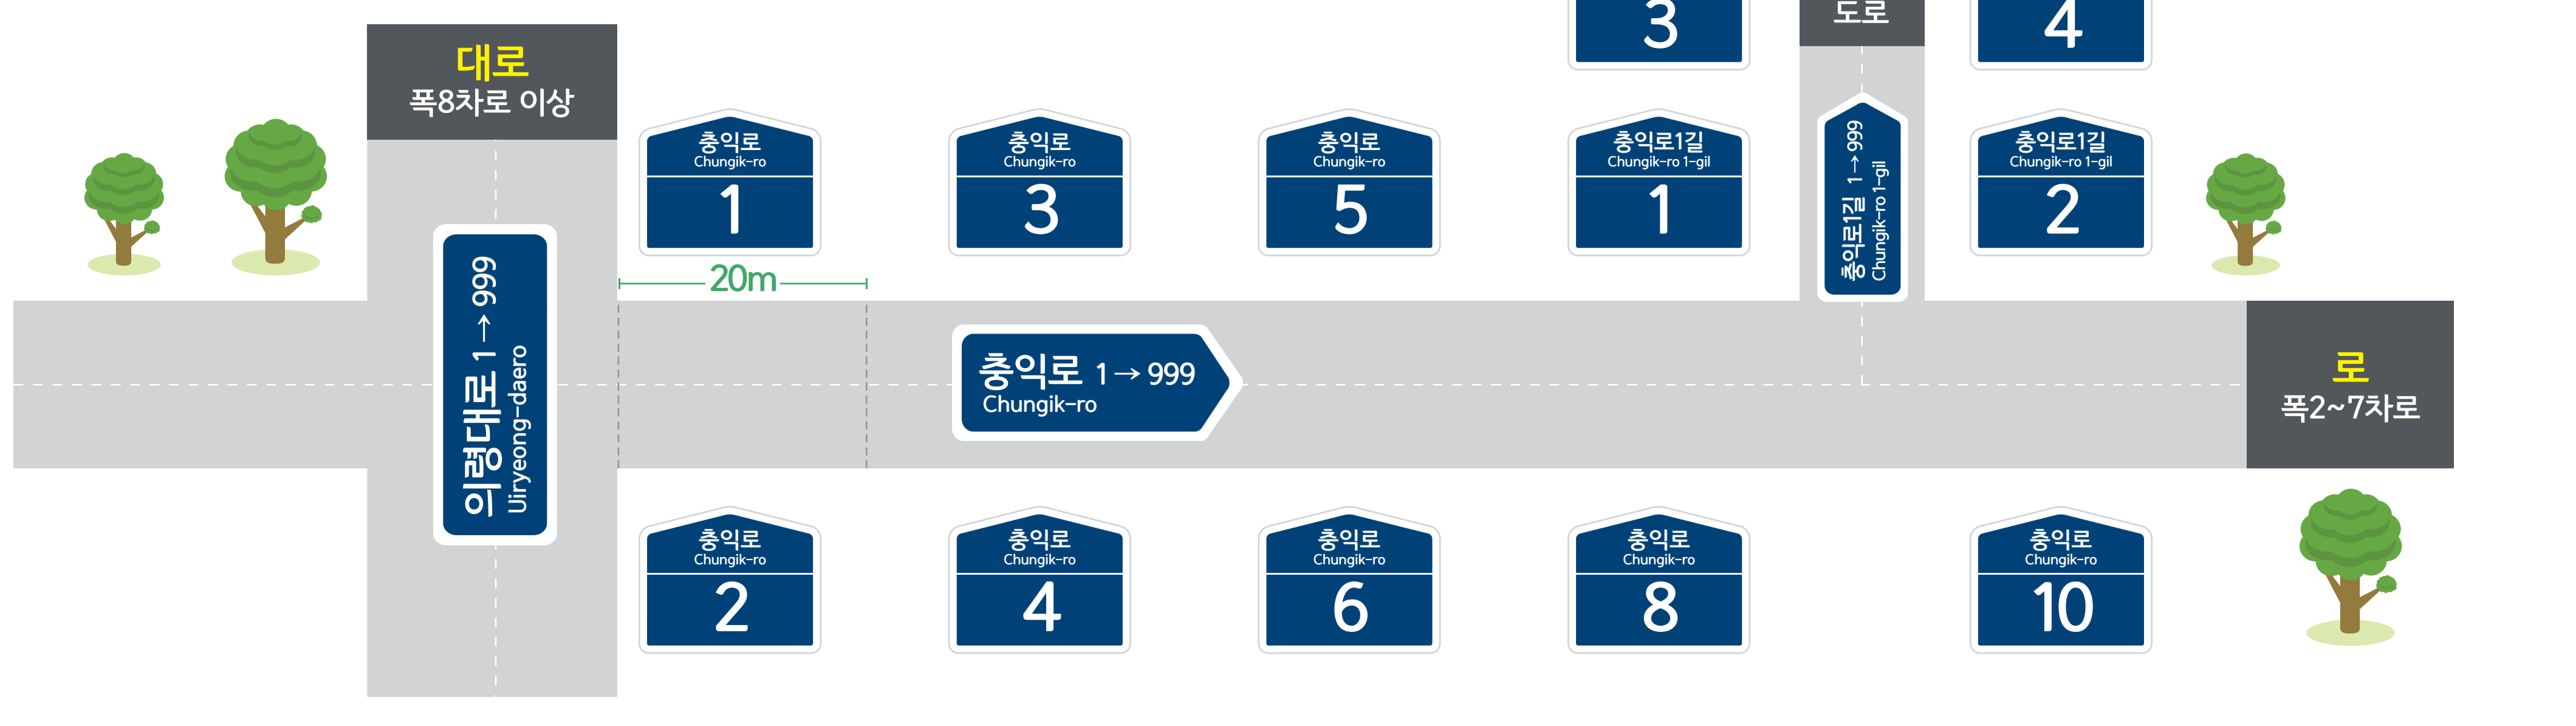 3
도로
4
대로
폭8차로 이상
충익로
Chungik-ro
1
충익로
Chungik-ro
3
충익로
Chungik-ro
5
충익로1길
Chungik-ro 1-gil
1
충익로1길 1→999
Chungik-ro 1-gil
충익로1길
Chungik-ro 1-gil
2
20m
의령대로 1→999
Uiryeong-daero
충익로 1→999
Chungik-ro
로
폭2~7차로
충익로
Chungik-ro
2
충익로
Chungik-ro
4
충익로
Chungik-ro
6
충익로
Chungik-ro
8
충익로
Chungik-ro
10